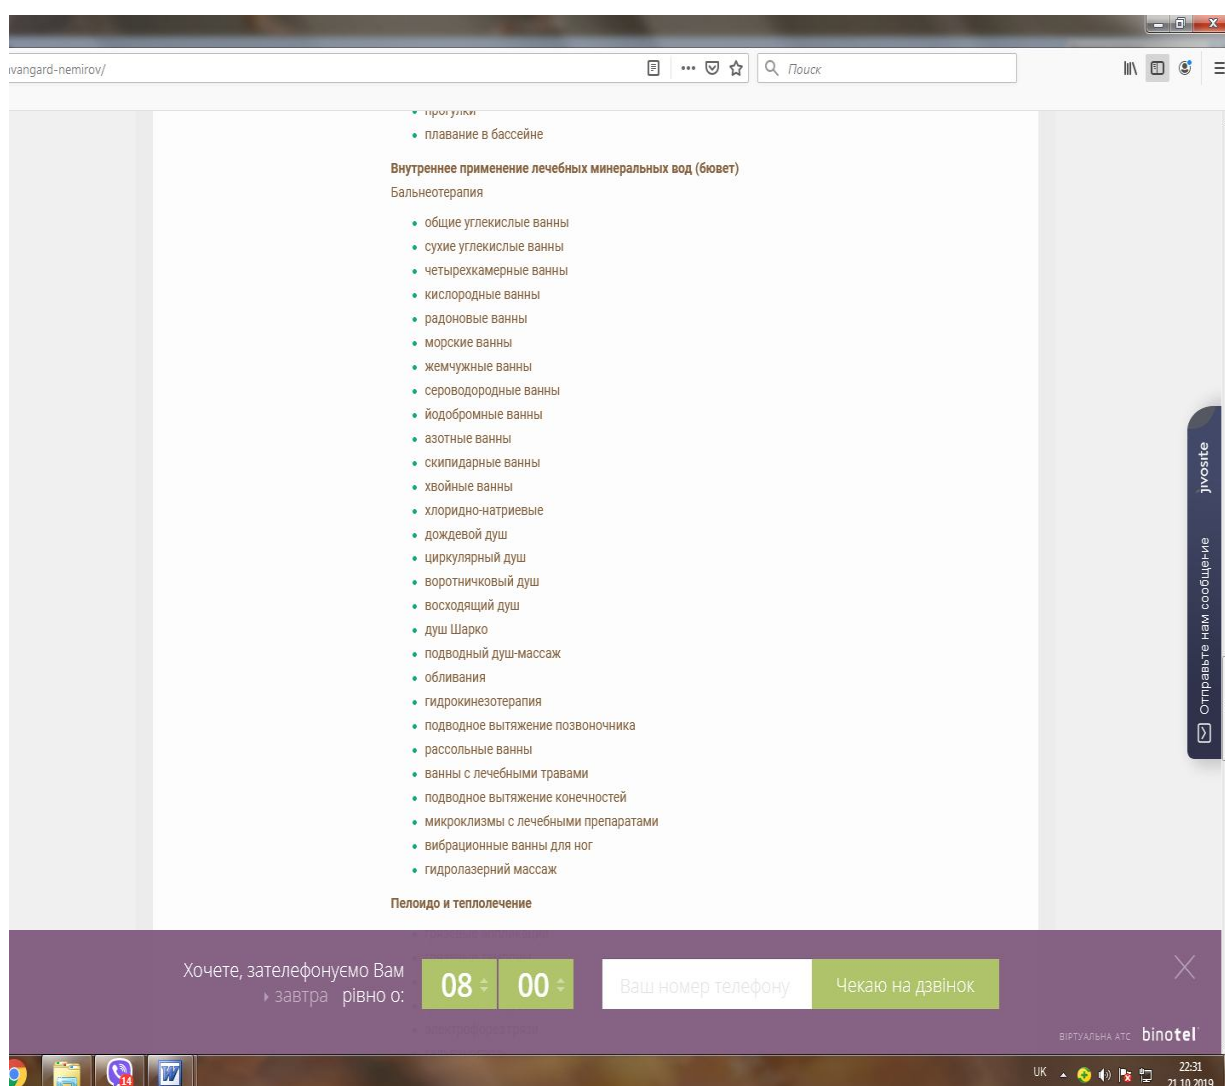 vangard-nemirov/
Поиск
прогулки
плавание в бассейне
Внутреннее применение лечебных минеральных вод (бювет)
Бальнеотерапия
общие углекислые ванны
сухие углекислые ванны
четырехкамерные ванны
кислородные ванны
радоновые ванны
морские ванны
жемчужные ванны
сероводородные ванны
йодобромные ванны
азотные ванны
скипидарные ванны
хвойные ванны
хлоридно-натриевые
дождевой душ
циркулярный душ
воротничковый душ
восходящий душ
душ Шарко
подводный душ-массаж
обливания
гидрокинезотерапия
подводное вытяжение позвоночника
рассольные ванны
ванны с лечебными травами
подводное вытяжение конечностей
микроклизмы с лечебными препаратами
вибрационные ванны для ног
гидролазерний массаж
Пелоидо и теплолечение
jivosite
Отправьте нам сообщение
Хочете, зателефонуємо Вам
завтра рівно о:
08 00
Ваш номер телефону
Чекаю на дзвінок
ВІРТУАЛЬНА АТС binotel
14
UK
22:31
21.10.2019